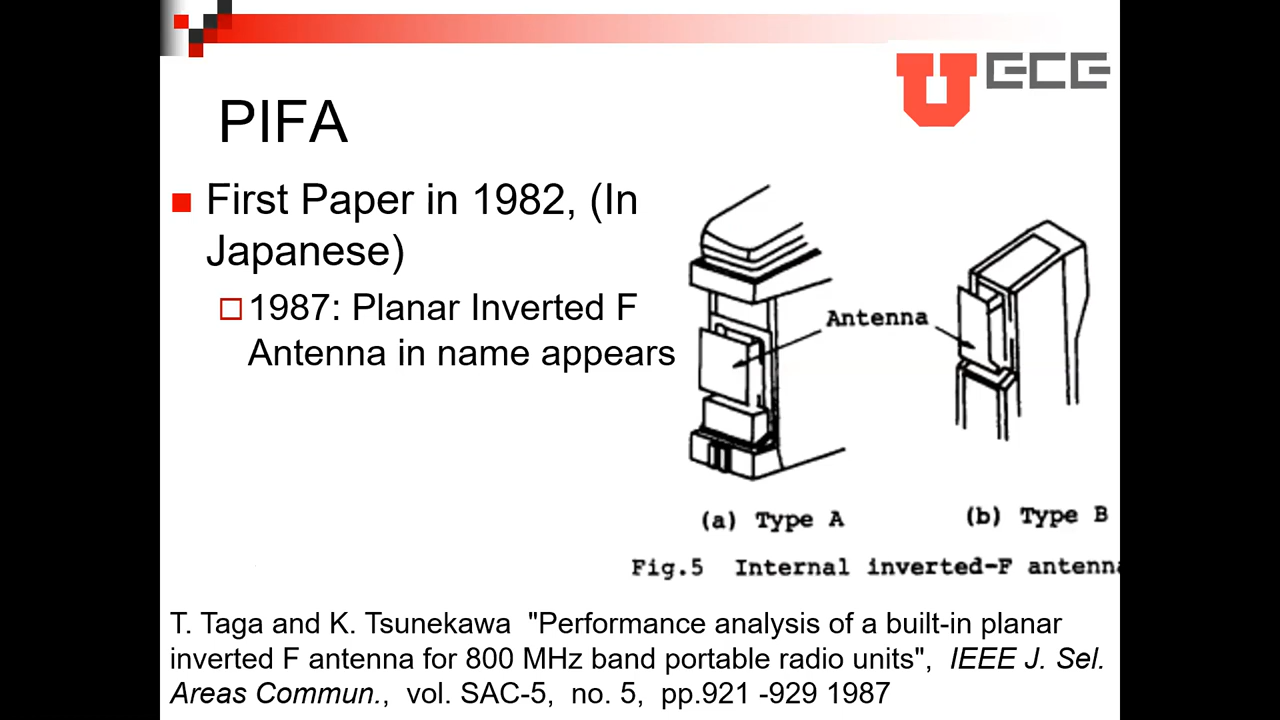 U ECE
PIFA
First Paper in 1982, (In
Japanese)
1987: Planar Inverted F
Antenna in name appears
Antenna
(a) Type A
(b) Type B
Fig.5 Internal inverted-F antenna
T. Taga and K. Tsunekawa "Performance analysis of a built-in planar
inverted F antenna for 800 MHz band portable radio units", IEEE J. Sel.
Areas Commun., vol. SAC-5, no. 5, pp.921 -929 1987